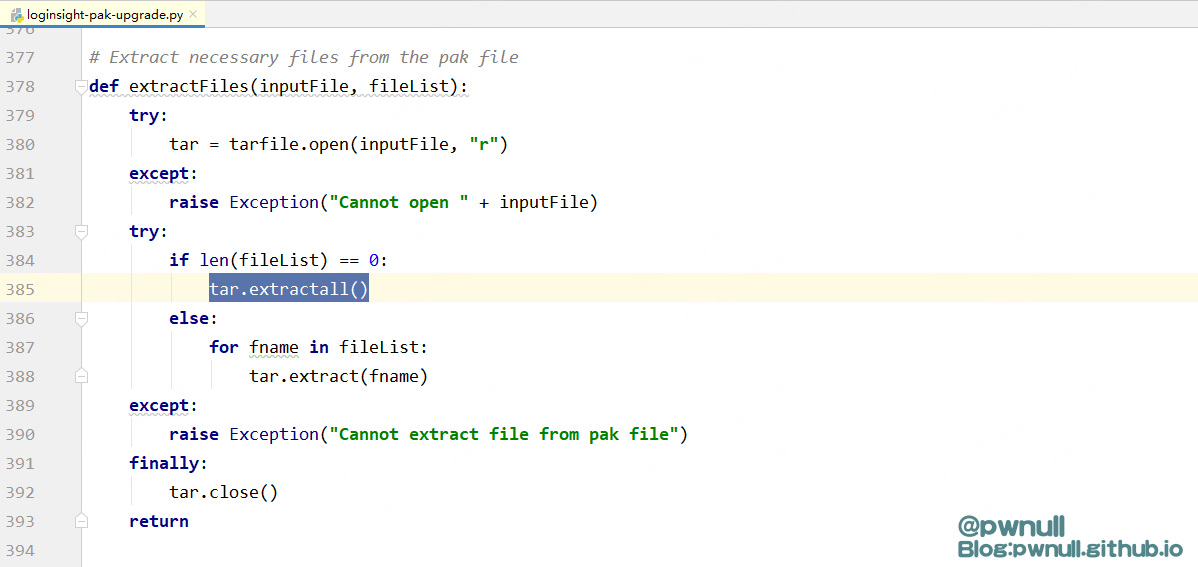 loginsight-pak-upgrade.py
376
377 # Extract necessary files from the pak file
378 def extractFiles(inputFile, fileList):
379     try:
380         tar = tarfile.open(inputFile, "r")
381     except:
382         raise Exception("Cannot open " + inputFile)
383     try:
384         if len(fileList) == 0:
385             tar.extractall()
386         else:
387             for fname in fileList:
388                 tar.extract(fname)
389     except:
390         raise Exception("Cannot extract file from pak file")
391     finally:
392         tar.close()
393     return
394
@pwnull
Blog:pwnull.github.io